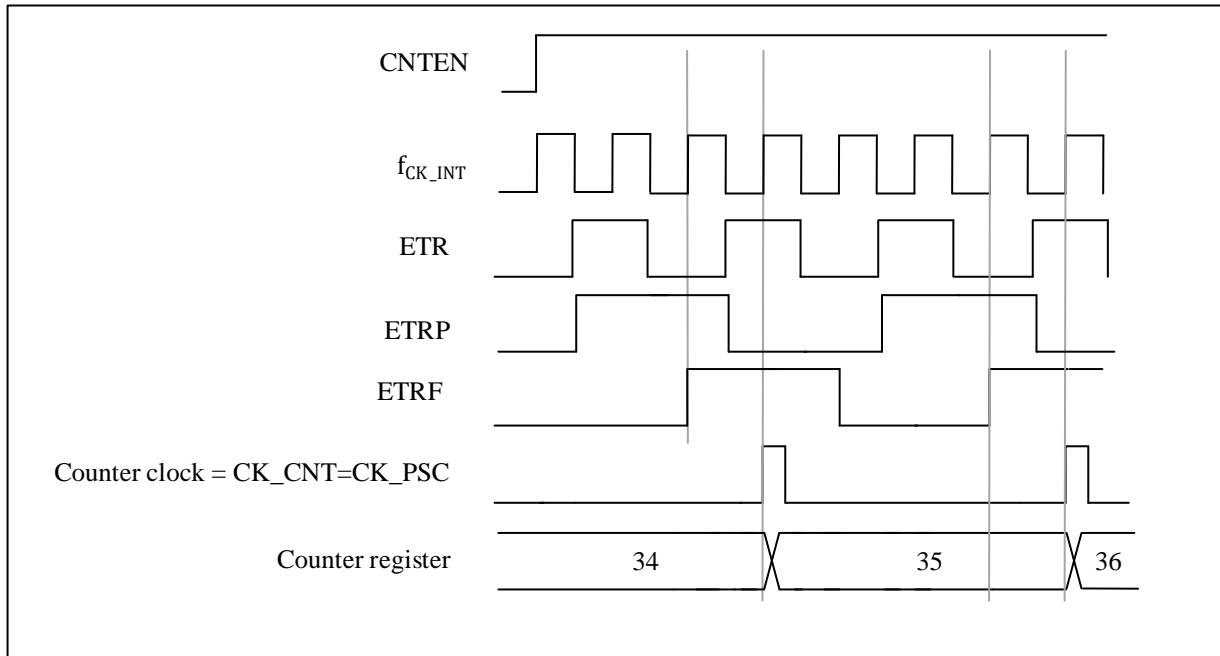 CNTEN
fCK_INT
ETR
ETRP
ETRF
Counter clock = CK_CNT=CK_PSC
Counter register
34
35
36